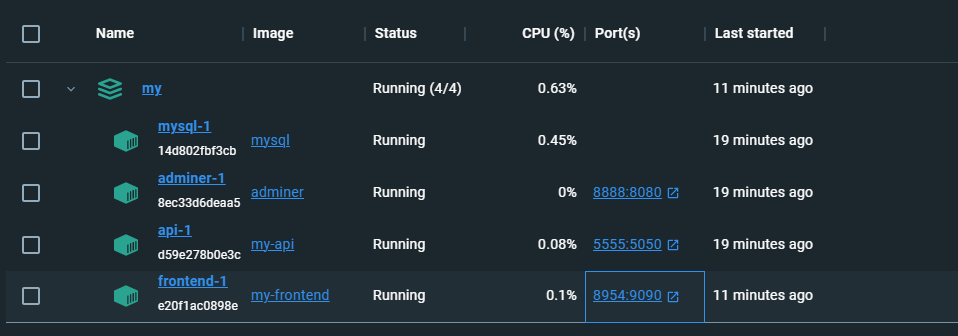 Name Image Status CPU (%) Port(s) Last started
my Running (4/4) 0.63% 11 minutes ago
mysql-1
14d802fbf3cb
mysql Running 0.45% 19 minutes ago
adminer-1
8ec33d6deaa5
adminer Running 0% 8888:8080 19 minutes ago
api-1
d59e278b0e3c
my-api Running 0.08% 5555:5050 19 minutes ago
frontend-1
e20f1ac0898e
my-frontend Running 0.1% 8954:9090 11 minutes ago